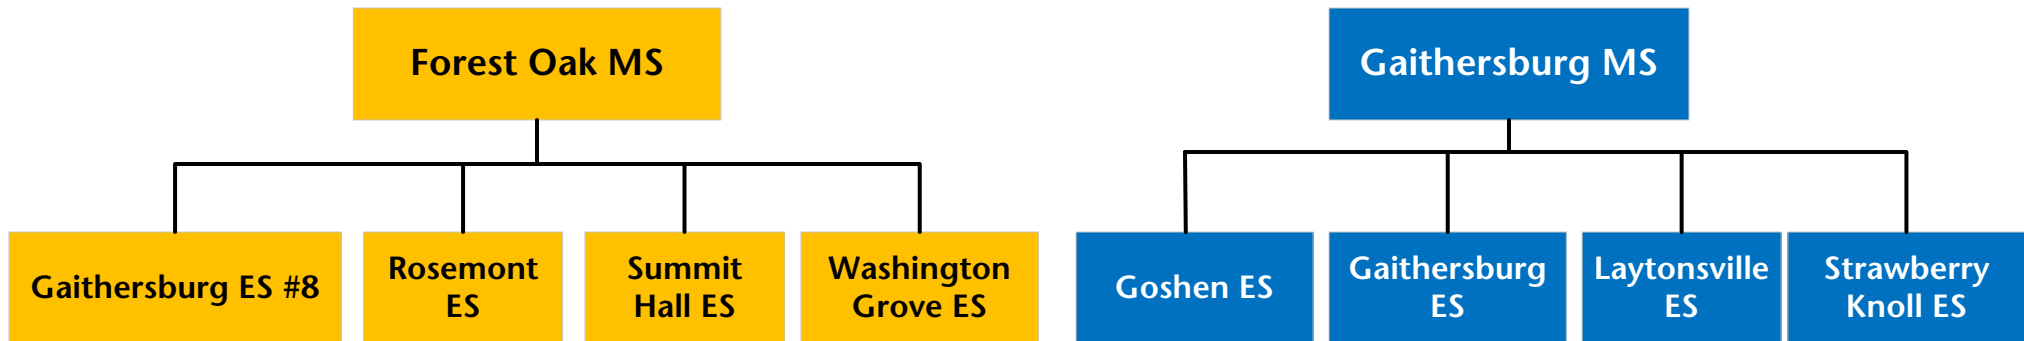 Forest Oak MS
Gaithersburg MS
Gaithersburg ES #8
Rosemont
ES
Summit
Hall ES
Washington
Grove ES
Goshen ES
Gaithersburg
ES
Laytonsville
ES
Strawberry
Knoll ES